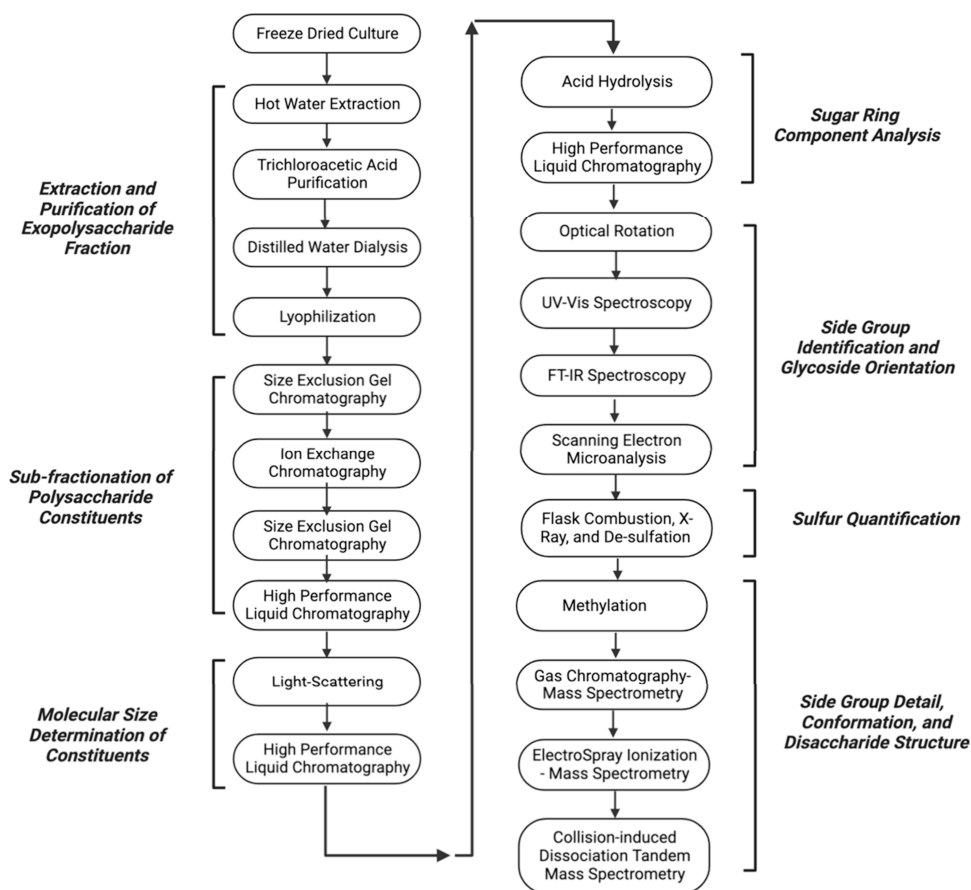 Freeze Dried Culture
Extraction and
Purification of
Exopolysaccharide
Fraction
Hot Water Extraction
Trichloroacetic Acid
Purification
Distilled Water Dialysis
Lyophilization
Sub-fractionation of
Polysaccharide
Constituents
Size Exclusion Gel
Chromatography
Ion Exchange
Chromatography
Size Exclusion Gel
Chromatography
High Performance
Liquid Chromatography
Molecular Size
Determination of
Constituents
Light-Scattering
High Performance
Liquid Chromatography
Acid Hydrolysis
High Performance
Liquid Chromatography
Sugar Ring
Component Analysis
Optical Rotation
UV-Vis Spectroscopy
FT-IR Spectroscopy
Scanning Electron
Microanalysis
Side Group
Identification and
Glycoside Orientation
Flask Combustion, X-
Ray, and De-sulfation
Sulfur Quantification
Methylation
Gas Chromatography-
Mass Spectrometry
ElectroSpray Ionization
- Mass Spectrometry
Collision-induced
Dissociation Tandem
Mass Spectrometry
Side Group Detail,
Conformation, and
Disaccharide Structure